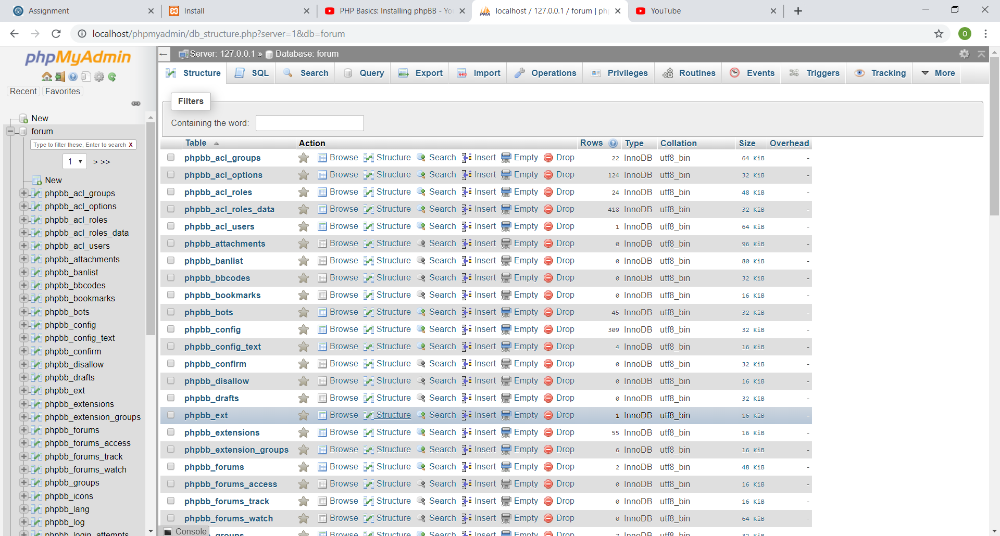 Assignment
Install
PHP Basics: Installing phpBB - Yo
localhost / 127.0.0.1 / forum | ph
YouTube
localhost/phpmyadmin/db_structure.php?server=1&db=forum
O
phpMyAdmin
Recent
Favorites
New
forum
Type to filter these, Enter to search X
1
> >>
New
phpbb_acl_groups
phpbb_acl_options
phpbb_acl_roles
phpbb_acl_roles_data
phpbb_acl_users
phpbb_attachments
phpbb_banlist
phpbb_bbcodes
phpbb_bookmarks
phpbb_bots
phpbb_config
phpbb_config_text
phpbb_confirm
phpbb_disallow
phpbb_drafts
phpbb_ext
phpbb_extensions
phpbb_extension_groups
phpbb_forums
phpbb_forums_access
phpbb_forums_track
phpbb_forums_watch
phpbb_groups
phpbb_icons
phpbb_lang
phpbb_log
phpbb_login_attempts
Server: 127.0.0.1 » Database: forum
Structure SQL Search Query Export Import Operations Privileges Routines Events Triggers Tracking More
Filters
Containing the word:
Table Action Rows Type Collation Size Overhead
phpbb_acl_groups Browse Structure Search Insert Empty Drop 22 InnoDB utf8_bin 64 KiB -
phpbb_acl_options Browse Structure Search Insert Empty Drop 124 InnoDB utf8_bin 32 KiB -
phpbb_acl_roles Browse Structure Search Insert Empty Drop 24 InnoDB utf8_bin 48 KiB -
phpbb_acl_roles_data Browse Structure Search Insert Empty Drop 418 InnoDB utf8_bin 32 KiB -
phpbb_acl_users Browse Structure Search Insert Empty Drop 1 InnoDB utf8_bin 64 KiB -
phpbb_attachments Browse Structure Search Insert Empty Drop 0 InnoDB utf8_bin 96 KiB -
phpbb_banlist Browse Structure Search Insert Empty Drop 0 InnoDB utf8_bin 80 KiB -
phpbb_bbcodes Browse Structure Search Insert Empty Drop 0 InnoDB utf8_bin 32 KiB -
phpbb_bookmarks Browse Structure Search Insert Empty Drop 0 InnoDB utf8_bin 16 KiB -
phpbb_bots Browse Structure Search Insert Empty Drop 45 InnoDB utf8_bin 32 KiB -
phpbb_config Browse Structure Search Insert Empty Drop 309 InnoDB utf8_bin 32 KiB -
phpbb_config_text Browse Structure Search Insert Empty Drop 4 InnoDB utf8_bin 16 KiB -
phpbb_confirm Browse Structure Search Insert Empty Drop 0 InnoDB utf8_bin 32 KiB -
phpbb_disallow Browse Structure Search Insert Empty Drop 0 InnoDB utf8_bin 16 KiB -
phpbb_drafts Browse Structure Search Insert Empty Drop 0 InnoDB utf8_bin 32 KiB -
phpbb_ext Browse Structure Search Insert Empty Drop 1 InnoDB utf8_bin 16 KiB -
phpbb_extensions Browse Structure Search Insert Empty Drop 55 InnoDB utf8_bin 16 KiB -
phpbb_extension_groups Browse Structure Search Insert Empty Drop 6 InnoDB utf8_bin 16 KiB -
phpbb_forums Browse Structure Search Insert Empty Drop 2 InnoDB utf8_bin 48 KiB -
phpbb_forums_access Browse Structure Search Insert Empty Drop 0 InnoDB utf8_bin 16 KiB -
phpbb_forums_track Browse Structure Search Insert Empty Drop 0 InnoDB utf8_bin 16 KiB -
phpbb_forums_watch Browse Structure Search Insert Empty Drop 0 InnoDB utf8_bin 64 KiB -
groups Browse Structure Search Insert Empty Drop 7 InnoDB utf8_bin 32 KiB -
Console